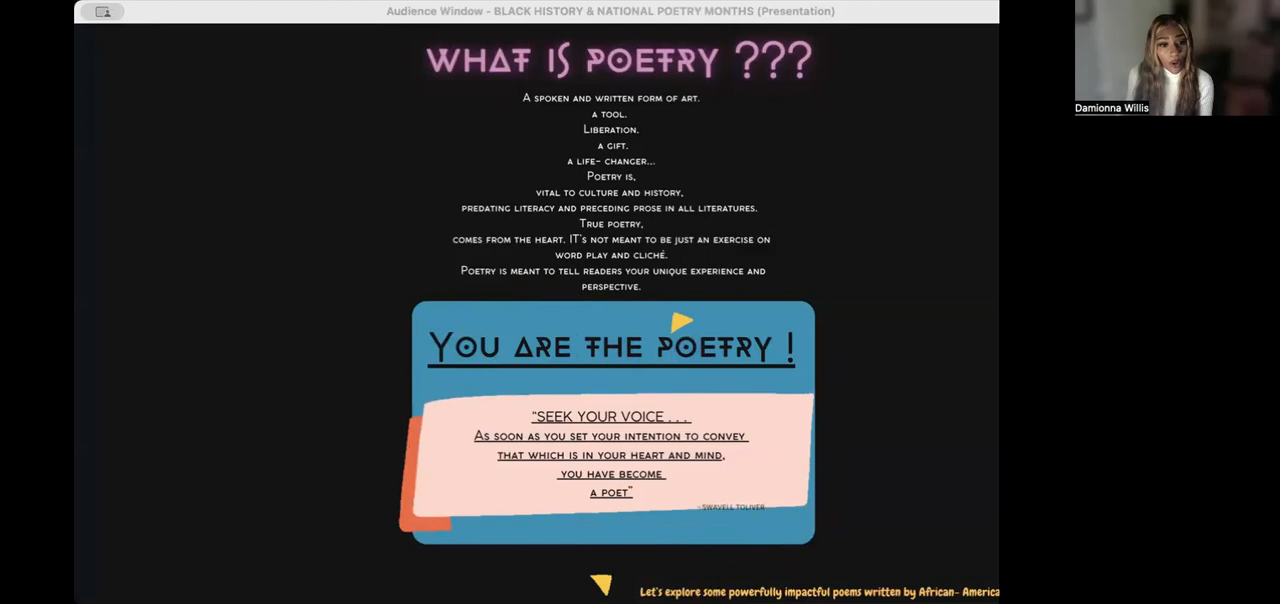 Audience Window - BLACK HISTORY & NATIONAL POETRY MONTHS (Presentation)
WHAT IS POETRY ???
A SPOKEN AND WRITTEN FORM OF ART.
A TOOL.
LIBERATION.
A GIFT.
A LIFE- CHANGER...
POETRY IS,
VITAL TO CULTURE AND HISTORY,
PREDATING LITERACY AND PRECEDING PROSE IN ALL LITERATURES.
TRUE POETRY,
COMES FROM THE HEART. IT'S NOT MEANT TO BE JUST AN EXERCISE ON
WORD PLAY AND CLICHÉ.
POETRY IS MEANT TO TELL READERS YOUR UNIQUE EXPERIENCE AND
PERSPECTIVE.
YOU ARE THE POETRY !
"SEEK YOUR VOICE . . .
AS SOON AS YOU SET YOUR INTENTION TO CONVEY
THAT WHICH IS IN YOUR HEART AND MIND,
YOU HAVE BECOME
A POET"
- SWAVELL TOLIVER
Let's explore some powerfully impactful poems written by African- America
Damionna Willis